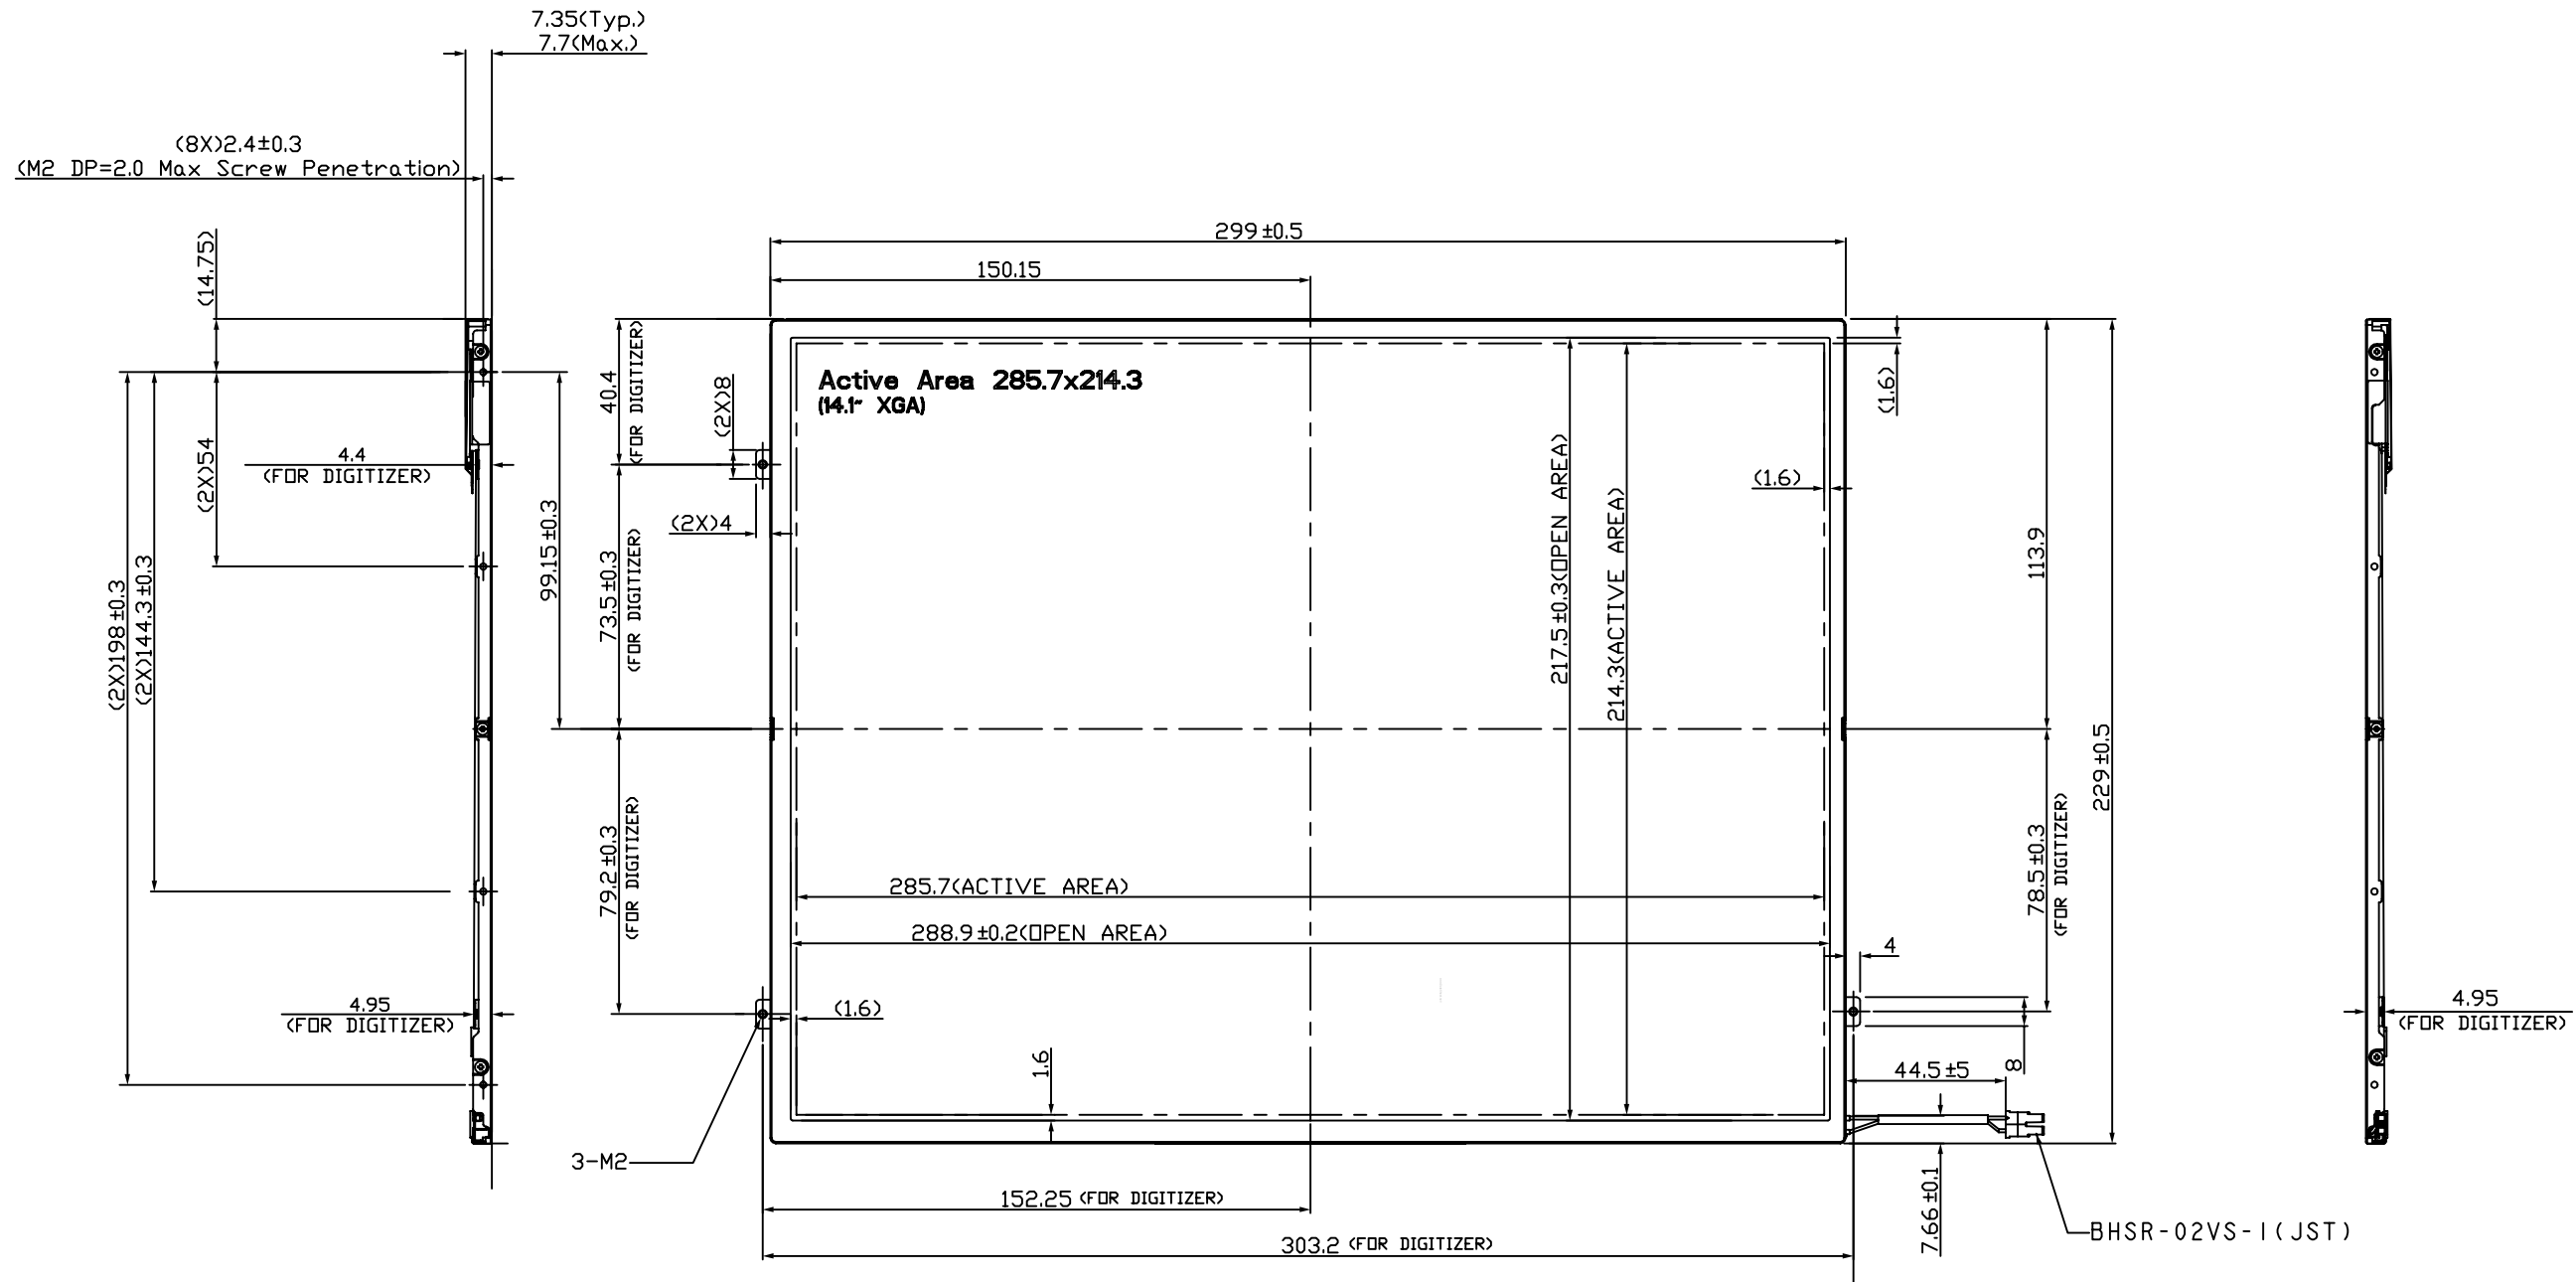 7.35(Typ.)
7.7(Max.)
(8X)2.4±0.3
(M2 DP=2.0 Max Screw Penetration)
299±0.5
150.15
(14.75)
40.4
(FOR DIGITIZER)
(2X)8
Active Area 285.7x214.3
(14.1" XGA)
(1.6)
(2X)54
4.4
(FOR DIGITIZER)
(2X)4
99.15±0.3
73.5±0.3
(FOR DIGITIZER)
217.5±0.3(OPEN AREA)
214.3(ACTIVE AREA)
(1.6)
113.9
(2X)198±0.3
(2X)144.3±0.3
229±0.5
79.2±0.3
(FOR DIGITIZER)
285.7(ACTIVE AREA)
288.9±0.2(OPEN AREA)
78.5±0.3
(FOR DIGITIZER)
4
4.95
(FOR DIGITIZER)
(1.6)
4.95
(FOR DIGITIZER)
1.6
44.5±5
8
3-M2
152.25 (FOR DIGITIZER)
7.66±0.1
303.2 (FOR DIGITIZER)
BHSR-02VS-1(JST)